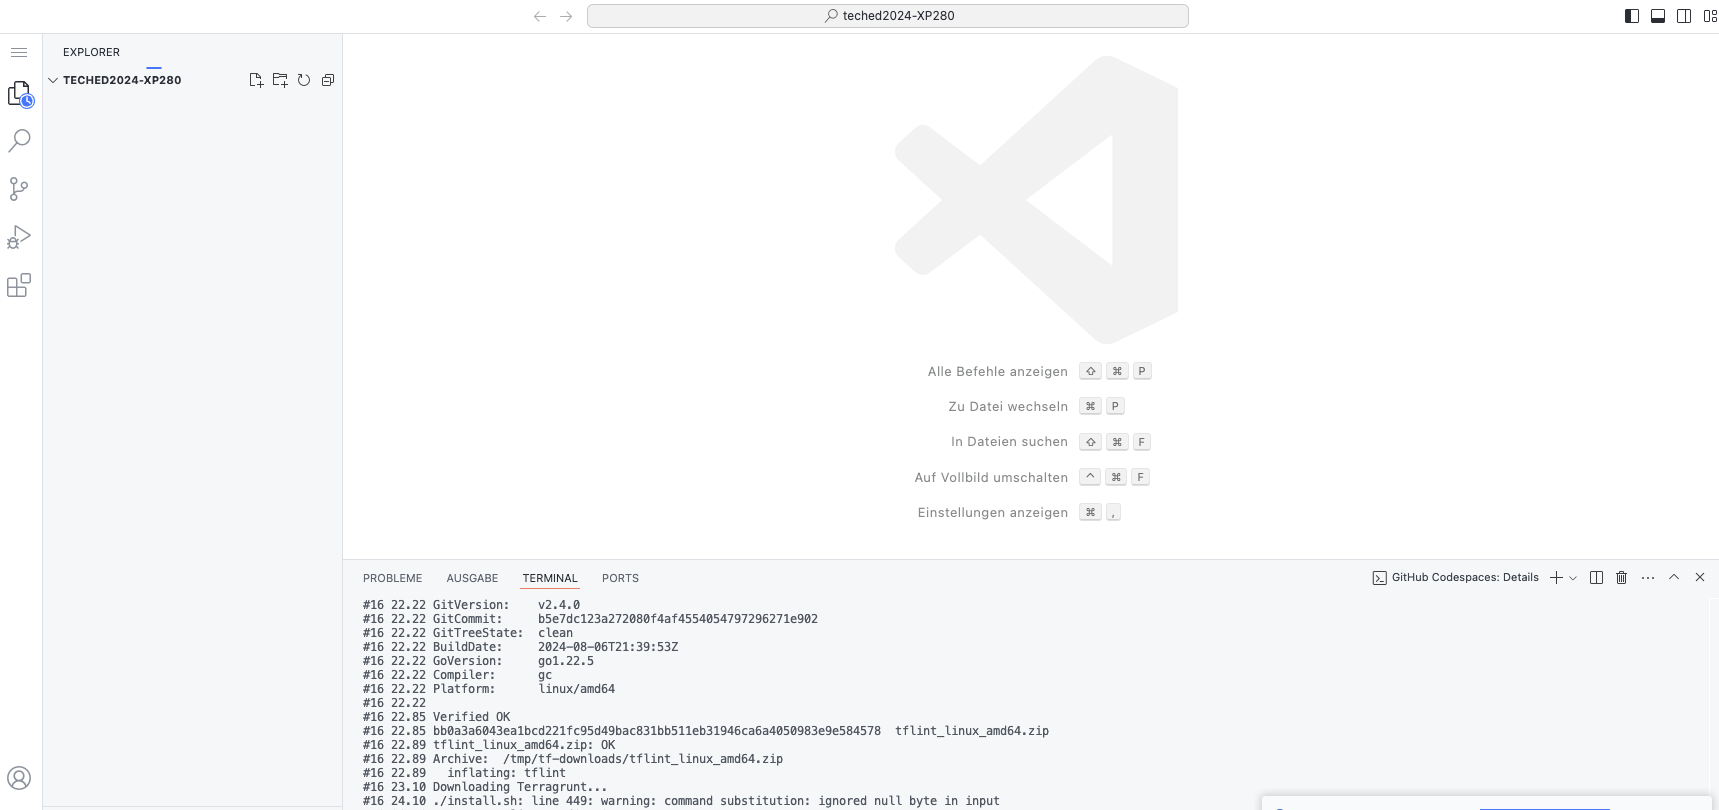 teched2024-XP280
EXPLORER
TECHED2024-XP280
Alle Befehle anzeigen ⇧ ⌘ P
Zu Datei wechseln ⌘ P
In Dateien suchen ⇧ ⌘ F
Auf Vollbild umschalten ^ ⌘ F
Einstellungen anzeigen ⌘ ,
PROBLEME AUSGABE TERMINAL PORTS GitHub Codespaces: Details
#16 22.22 GitVersion: v2.4.0
#16 22.22 GitCommit: b5e7dc123a272080f4af4554054797296271e902
#16 22.22 GitTreeState: clean
#16 22.22 BuildDate: 2024-08-06T21:39:53Z
#16 22.22 GoVersion: go1.22.5
#16 22.22 Compiler: gc
#16 22.22 Platform: linux/amd64
#16 22.22
#16 22.85 Verified OK
#16 22.85 bb0a3a6043ea1bcd221fc95d49bac831bb511eb31946ca6a4050983e9e584578 tflint_linux_amd64.zip
#16 22.89 tflint_linux_amd64.zip: OK
#16 22.89 Archive: /tmp/tf-downloads/tflint_linux_amd64.zip
#16 22.89 inflating: tflint
#16 23.10 Downloading Terragrunt...
#16 24.10 ./install.sh: line 449: warning: command substitution: ignored null byte in input